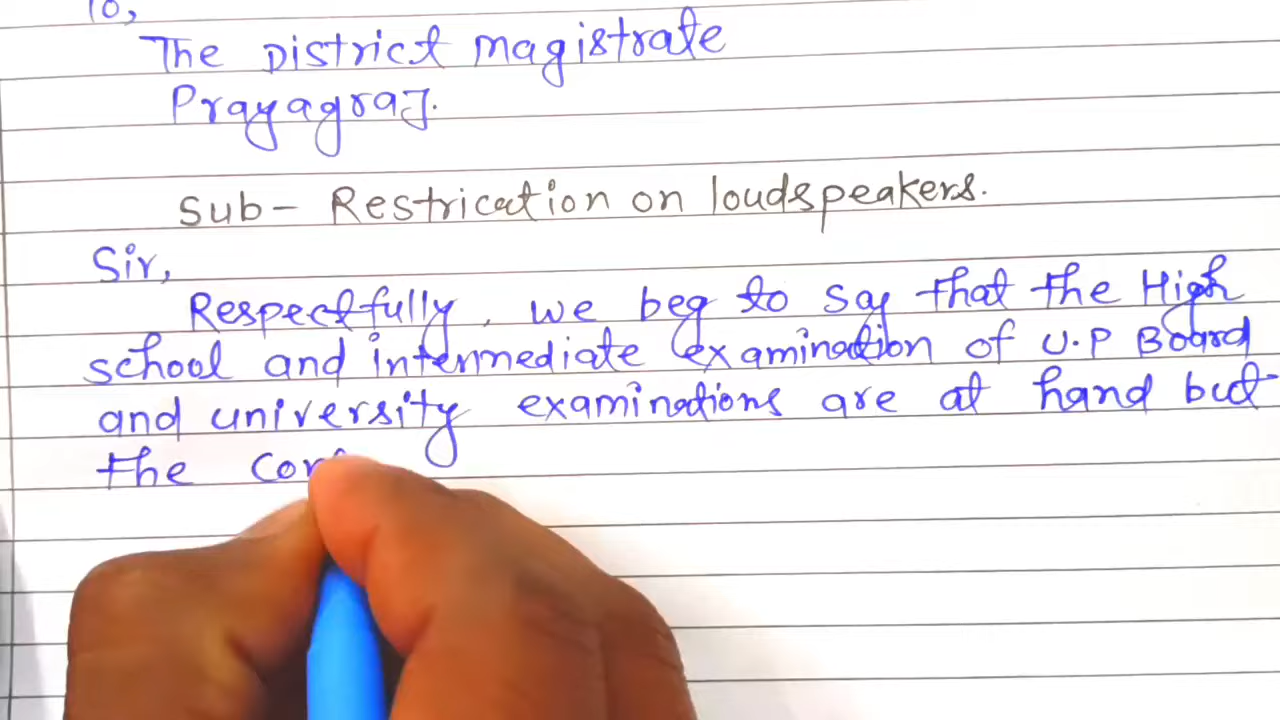 To,
The District magistrate
Prayagraj.
Sub- Restrication on loudspeakers.
Sir,
Respectfully, we beg to say that the High
school and intermediate examination of U.P Board
and university examinations are at hand but
the